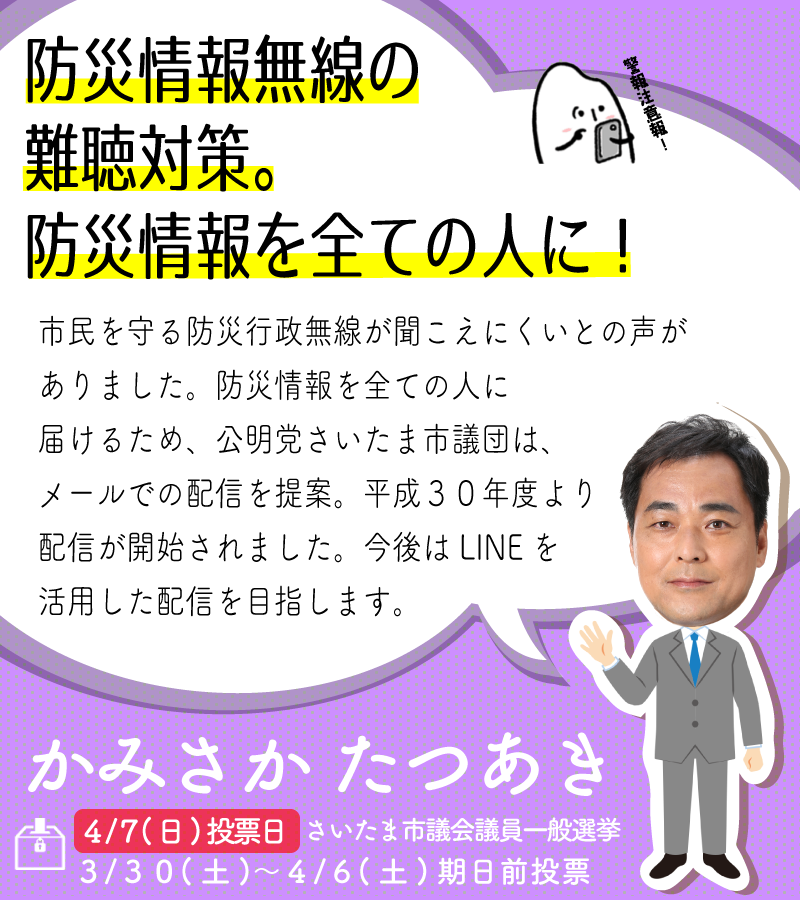 防災情報無線の
難聴対策。
防災情報を全ての人に！
警報注意報！
市民を守る防災行政無線が聞こえにくいとの声が
ありました。防災情報を全ての人に
届けるため、公明党さいたま市議団は、
メールでの配信を提案。平成３０年度より
配信が開始されました。今後は LINE を
活用した配信を目指します。
かみさか たつあき
4/7(日)投票日 さいたま市議会議員一般選挙
3/30(土)〜4/6(土)期日前投票